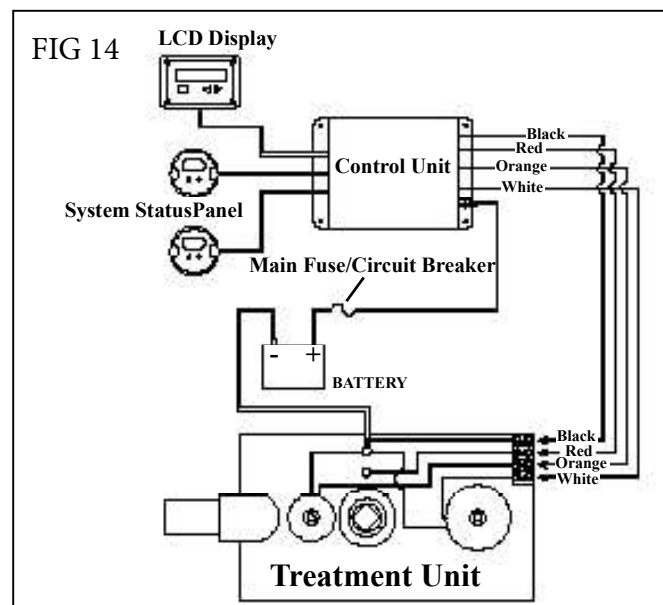 FIG 14
LCD Display
Black
Red
Orange
White
Control Unit
System StatusPanel
Main Fuse/Circuit Breaker
- +
BATTERY
Black
Red
Orange
White
Treatment Unit